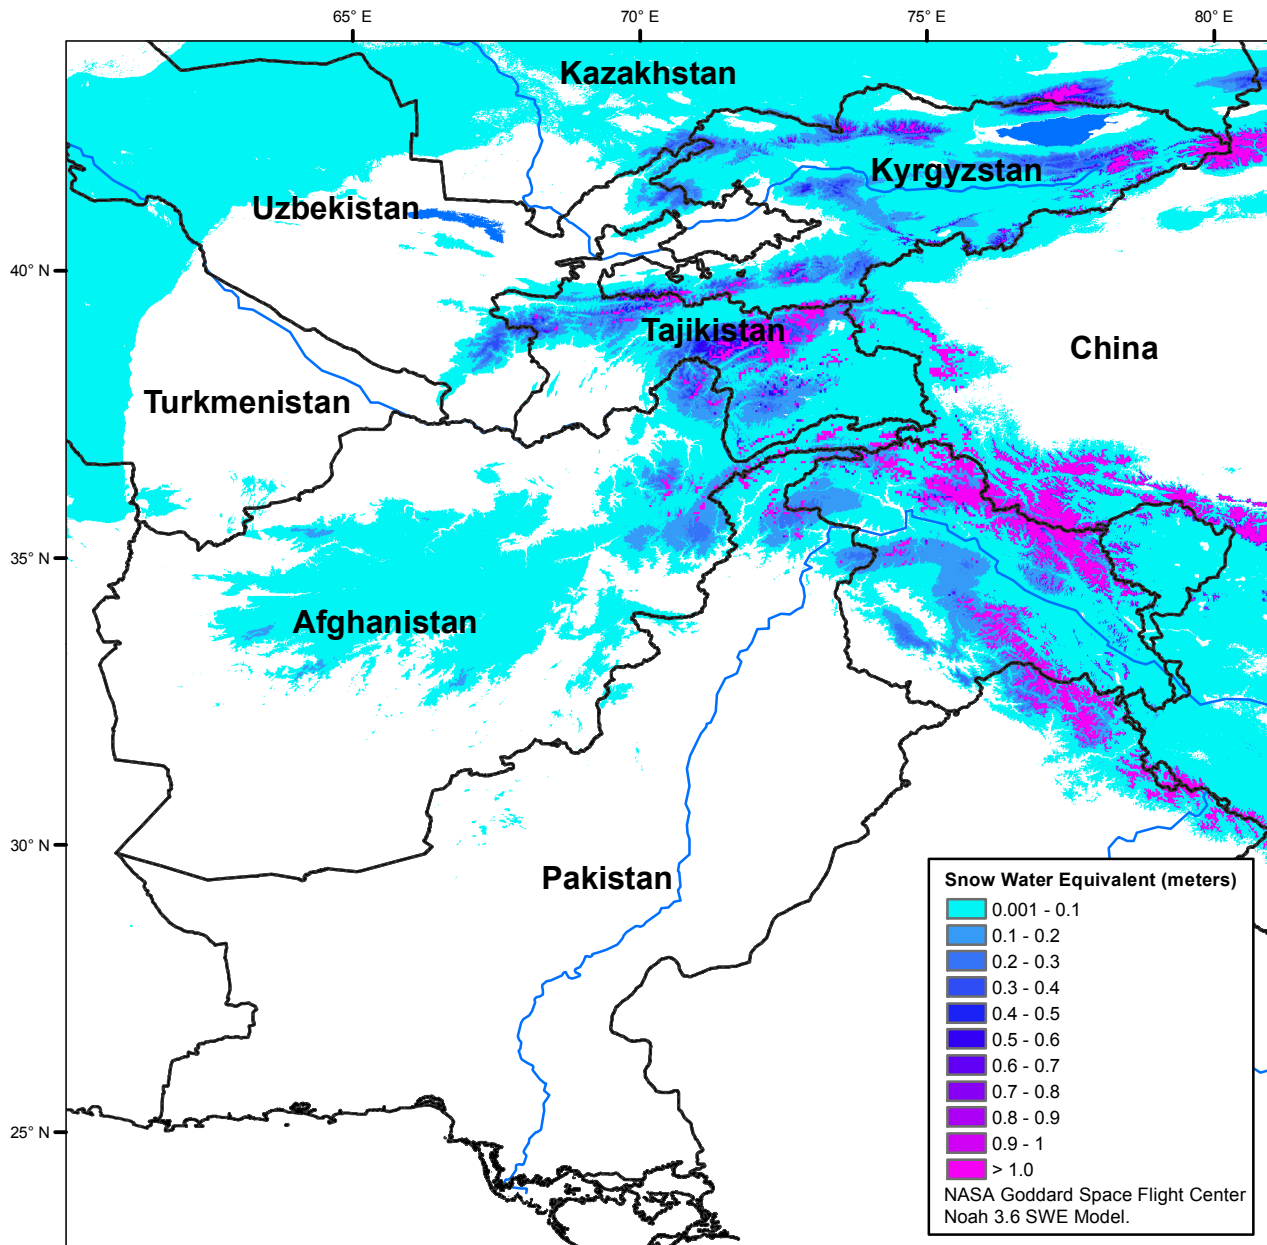 65° E 70° E 75° E 80° E
Kazakhstan
Kyrgyzstan
Uzbekistan
40° N
Tajikistan
China
Turkmenistan
35° N
Afghanistan
30° N
Pakistan
25° N
Snow Water Equivalent (meters)
0.001 - 0.1
0.1 - 0.2
0.2 - 0.3
0.3 - 0.4
0.4 - 0.5
0.5 - 0.6
0.6 - 0.7
0.7 - 0.8
0.8 - 0.9
0.9 - 1
> 1.0
NASA Goddard Space Flight Center
Noah 3.6 SWE Model.